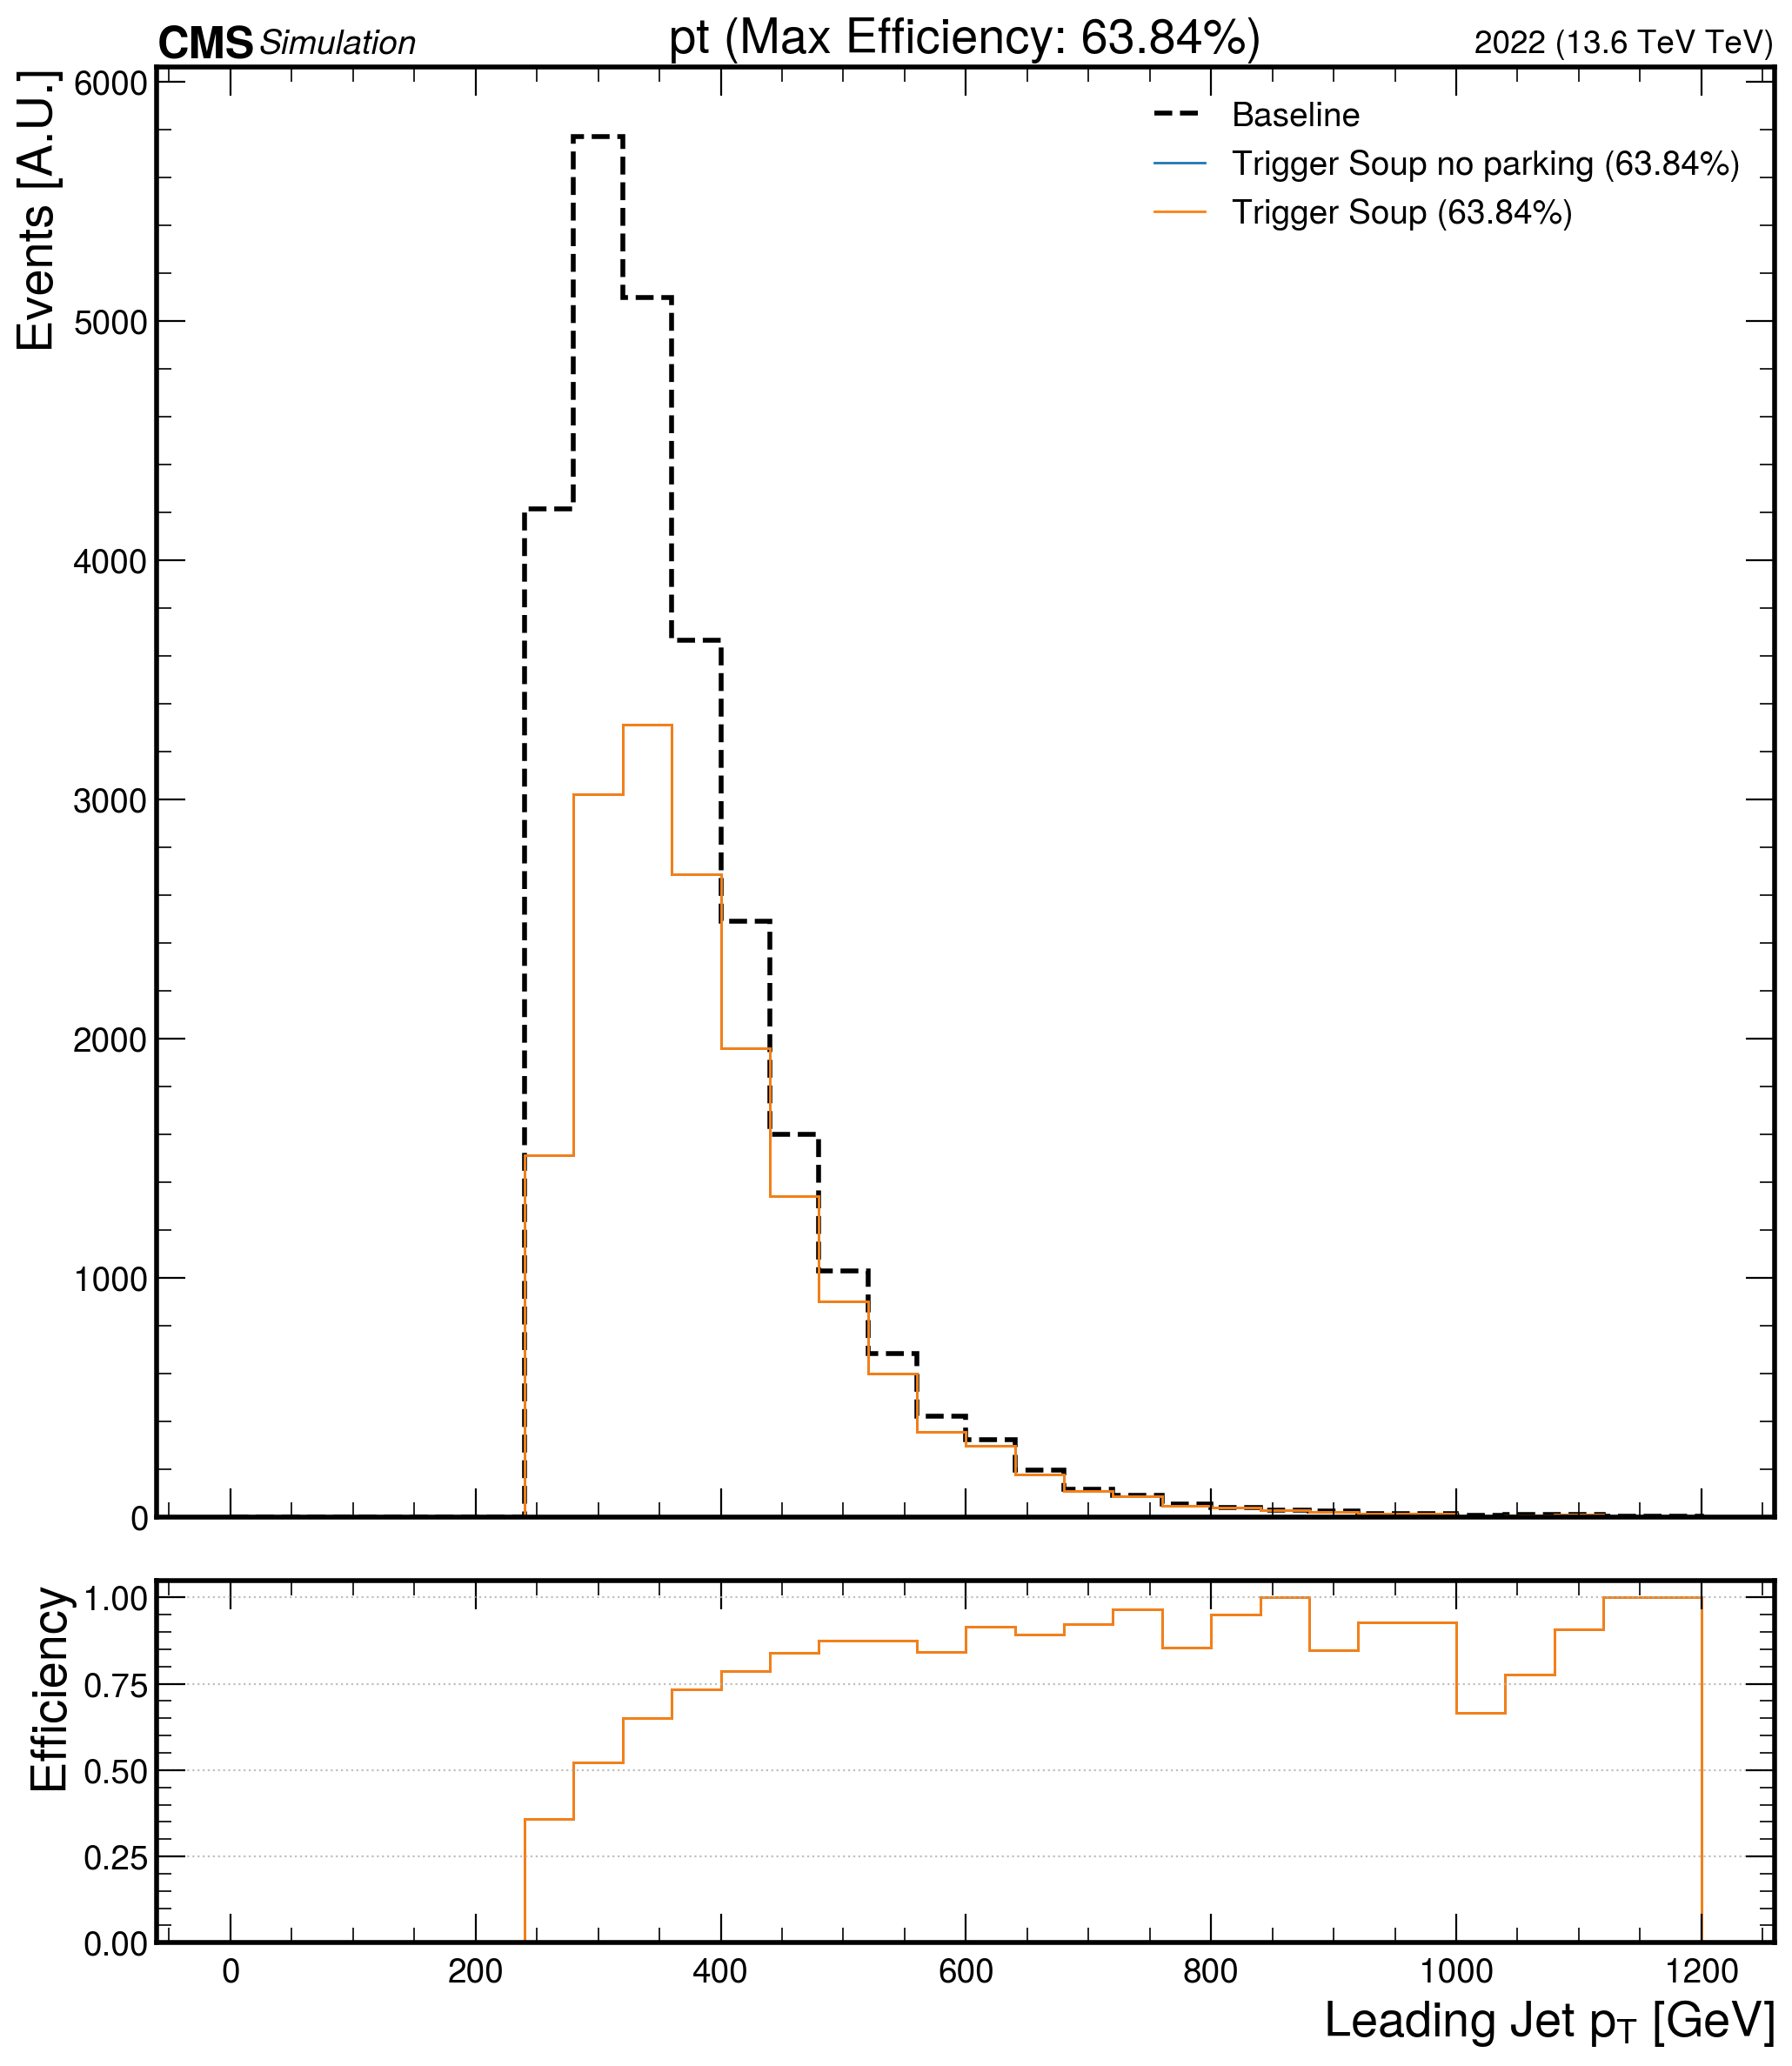 CMS Simulation
pt (Max Efficiency: 63.84%)
2022 (13.6 TeV TeV)
Events [A.U.]
6000
5000
4000
3000
2000
1000
0
Baseline
Trigger Soup no parking (63.84%)
Trigger Soup (63.84%)
Efficiency
1.00
0.75
0.50
0.25
0.00
0 200 400 600 800 1000 1200
Leading Jet pT [GeV]